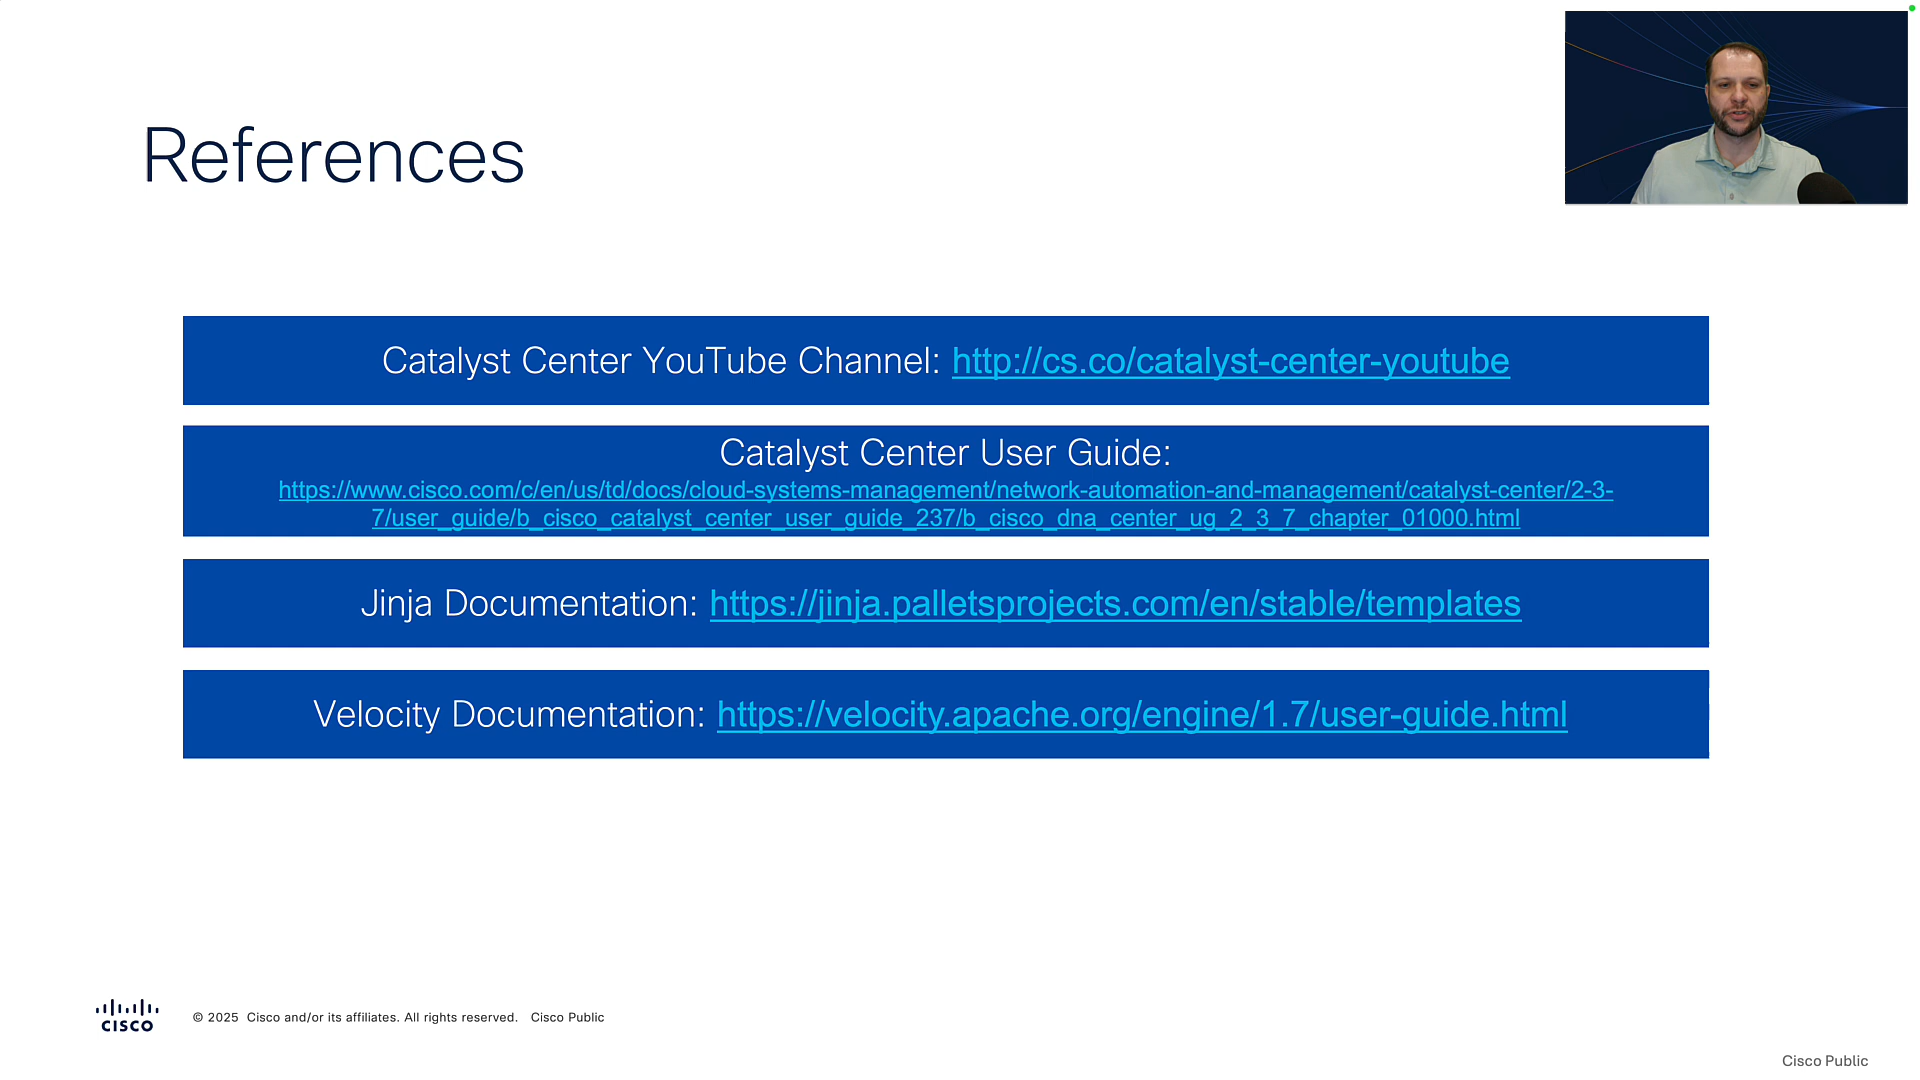 References
Catalyst Center YouTube Channel: http://cs.co/catalyst-center-youtube
Catalyst Center User Guide:
https://www.cisco.com/c/en/us/td/docs/cloud-systems-management/network-automation-and-management/catalyst-center/2-3-
7/user_guide/b_cisco_catalyst_center_user_guide_237/b_cisco_dna_center_ug_2_3_7_chapter_01000.html
Jinja Documentation: https://jinja.palletsprojects.com/en/stable/templates
Velocity Documentation: https://velocity.apache.org/engine/1.7/user-guide.html
CISCO
© 2025 Cisco and/or its affiliates. All rights reserved. Cisco Public
Cisco Public